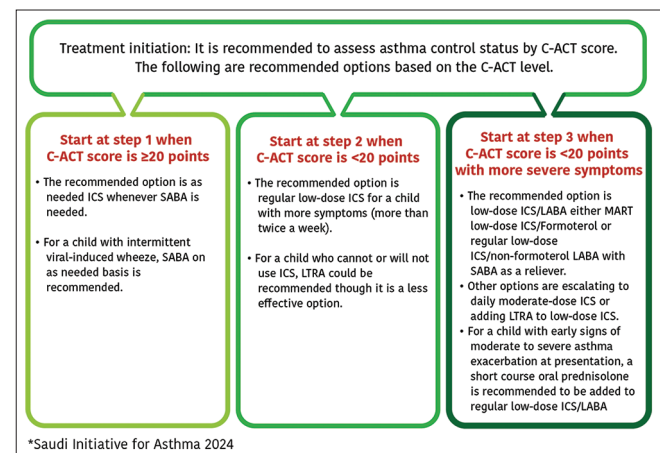 Treatment initiation: It is recommended to assess asthma control status by C-ACT score.
The following are recommended options based on the C-ACT level.
Start at step 1 when
C-ACT score is ≥20 points
• The recommended option is as
needed ICS whenever SABA is
needed.
• For a child with intermittent
viral-induced wheeze, SABA on
as needed basis is
recommended.
Start at step 2 when
C-ACT score is <20 points
• The recommended option is
regular low-dose ICS for a child
with more symptoms (more than
twice a week).
• For a child who cannot or will not
use ICS, LTRA could be
recommended though it is a less
effective option.
Start at step 3 when
C-ACT score is <20 points
with more severe symptoms
• The recommended option is
low-dose ICS/LABA either MART
low-dose ICS/Formoterol or
regular low-dose
ICS/non-formoterol LABA with
SABA as a reliever.
• Other options are escalating to
daily moderate-dose ICS or
adding LTRA to low-dose ICS.
• For a child with early signs of
moderate to severe asthma
exacerbation at presentation, a
short course oral prednisolone
is recommended to be added to
regular low-dose ICS/LABA
*Saudi Initiative for Asthma 2024